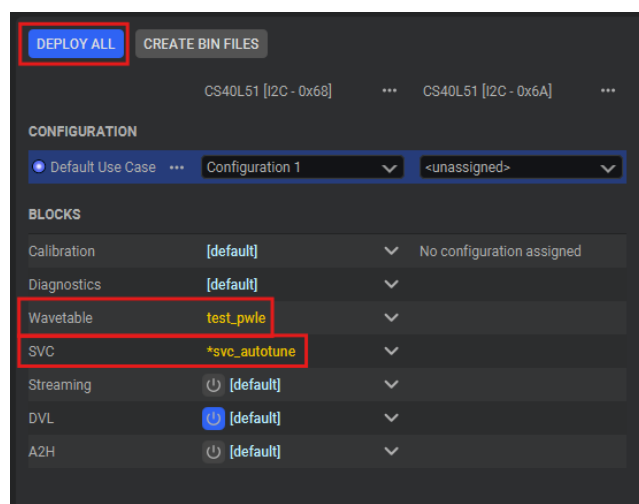 DEPLOY ALL CREATE BIN FILES
CS40L51 [I2C - 0x68] ••• CS40L51 [I2C - 0x6A] •••
CONFIGURATION
Default Use Case ••• Configuration 1 <unassigned>
BLOCKS
Calibration [default] No configuration assigned
Diagnostics [default]
Wavetable test_pwle
SVC *svc_autotune
Streaming [default]
DVL [default]
A2H [default]